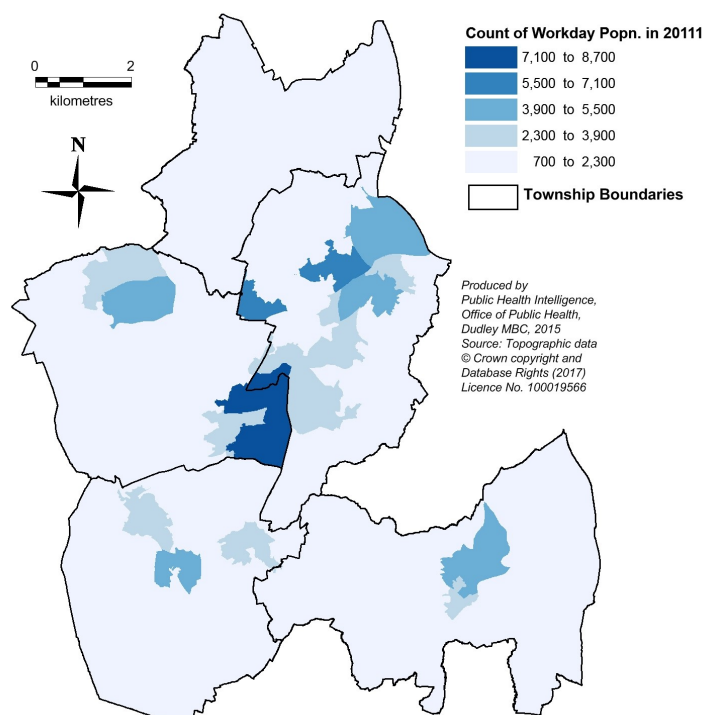 Count of Workday Popn. in 20111
7,100 to 8,700
5,500 to 7,100
3,900 to 5,500
2,300 to 3,900
700 to 2,300
Township Boundaries
0 2
kilometres
N
Produced by
Public Health Intelligence,
Office of Public Health,
Dudley MBC, 2015
Source: Topographic data
© Crown copyright and
Database Rights (2017)
Licence No. 100019566